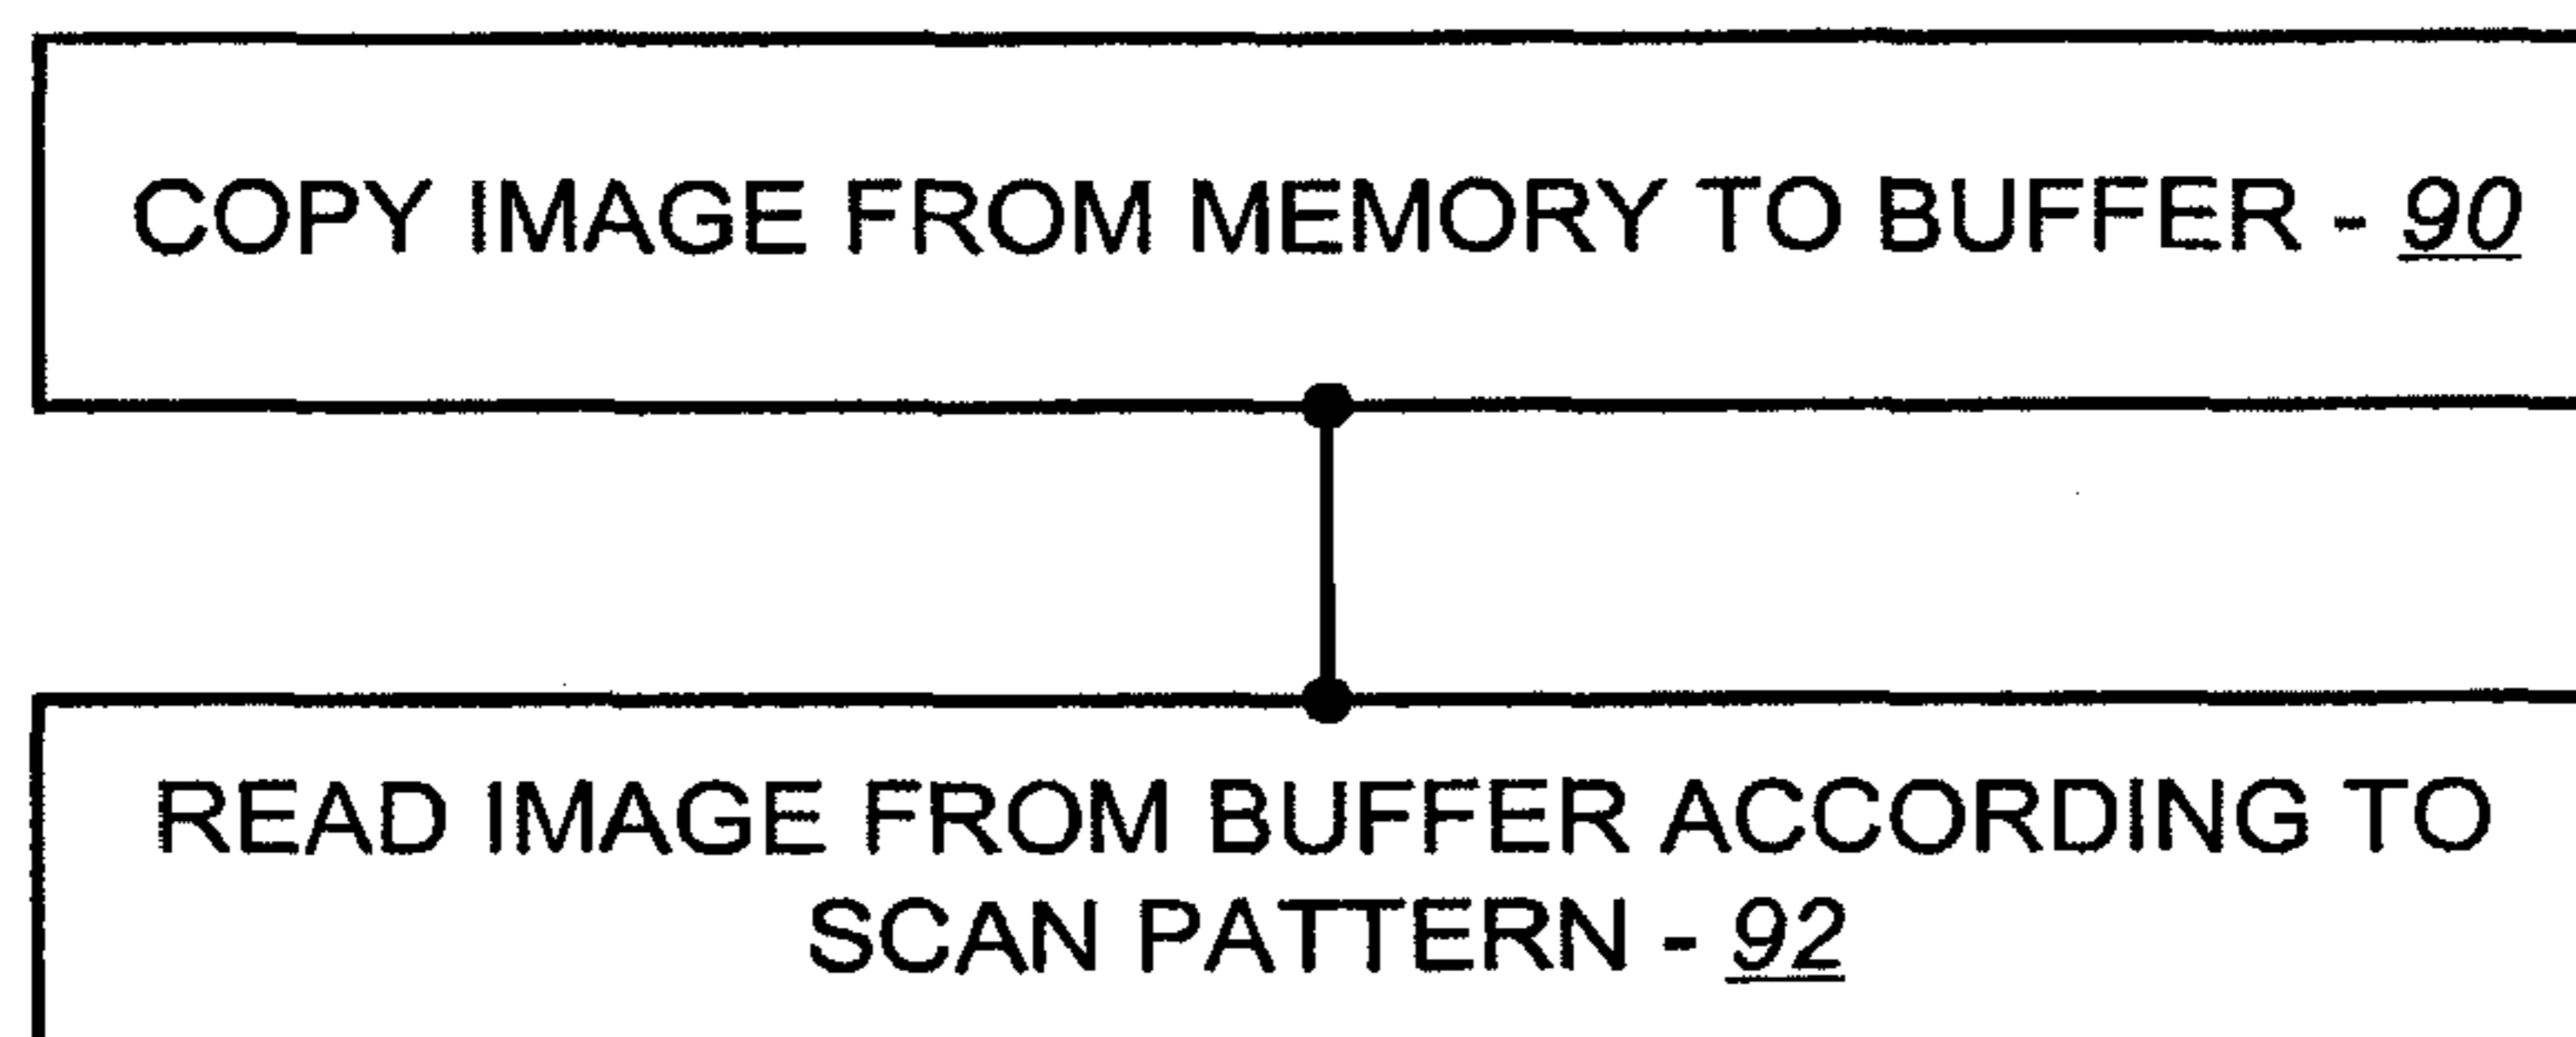 COPY IMAGE FROM MEMORY TO BUFFER - 90
READ IMAGE FROM BUFFER ACCORDING TO
SCAN PATTERN - 92